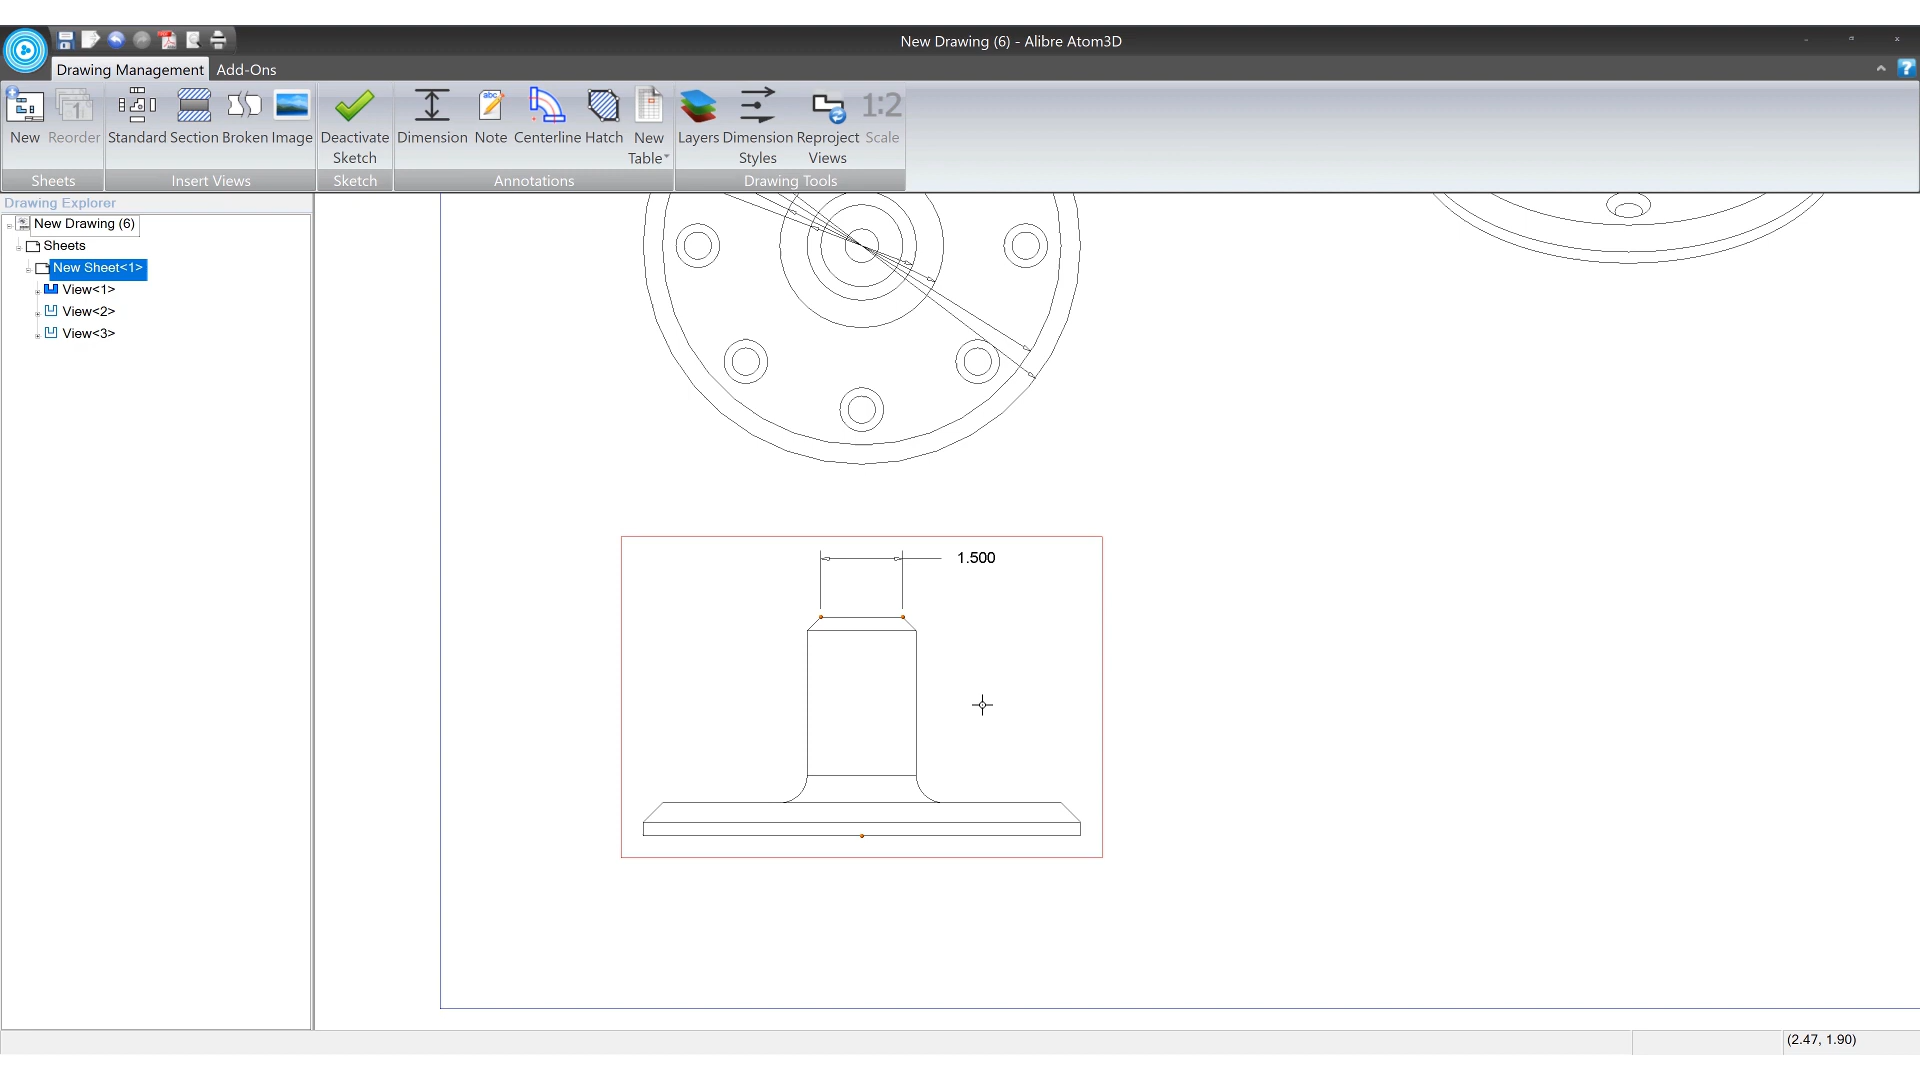 New Drawing (6) - Alibre Atom3D
Drawing Management Add-Ons
New Reorder Standard Section Broken Image Deactivate Sketch Dimension Note Centerline Hatch New Table Layers Dimension Styles Reproject Views Scale
abc
1
1:2
Sheets Insert Views Sketch Annotations Drawing Tools
Drawing Explorer
New Drawing (6)
Sheets
New Sheet<1>
View<1>
View<2>
View<3>
1.500
(2.47, 1.90)